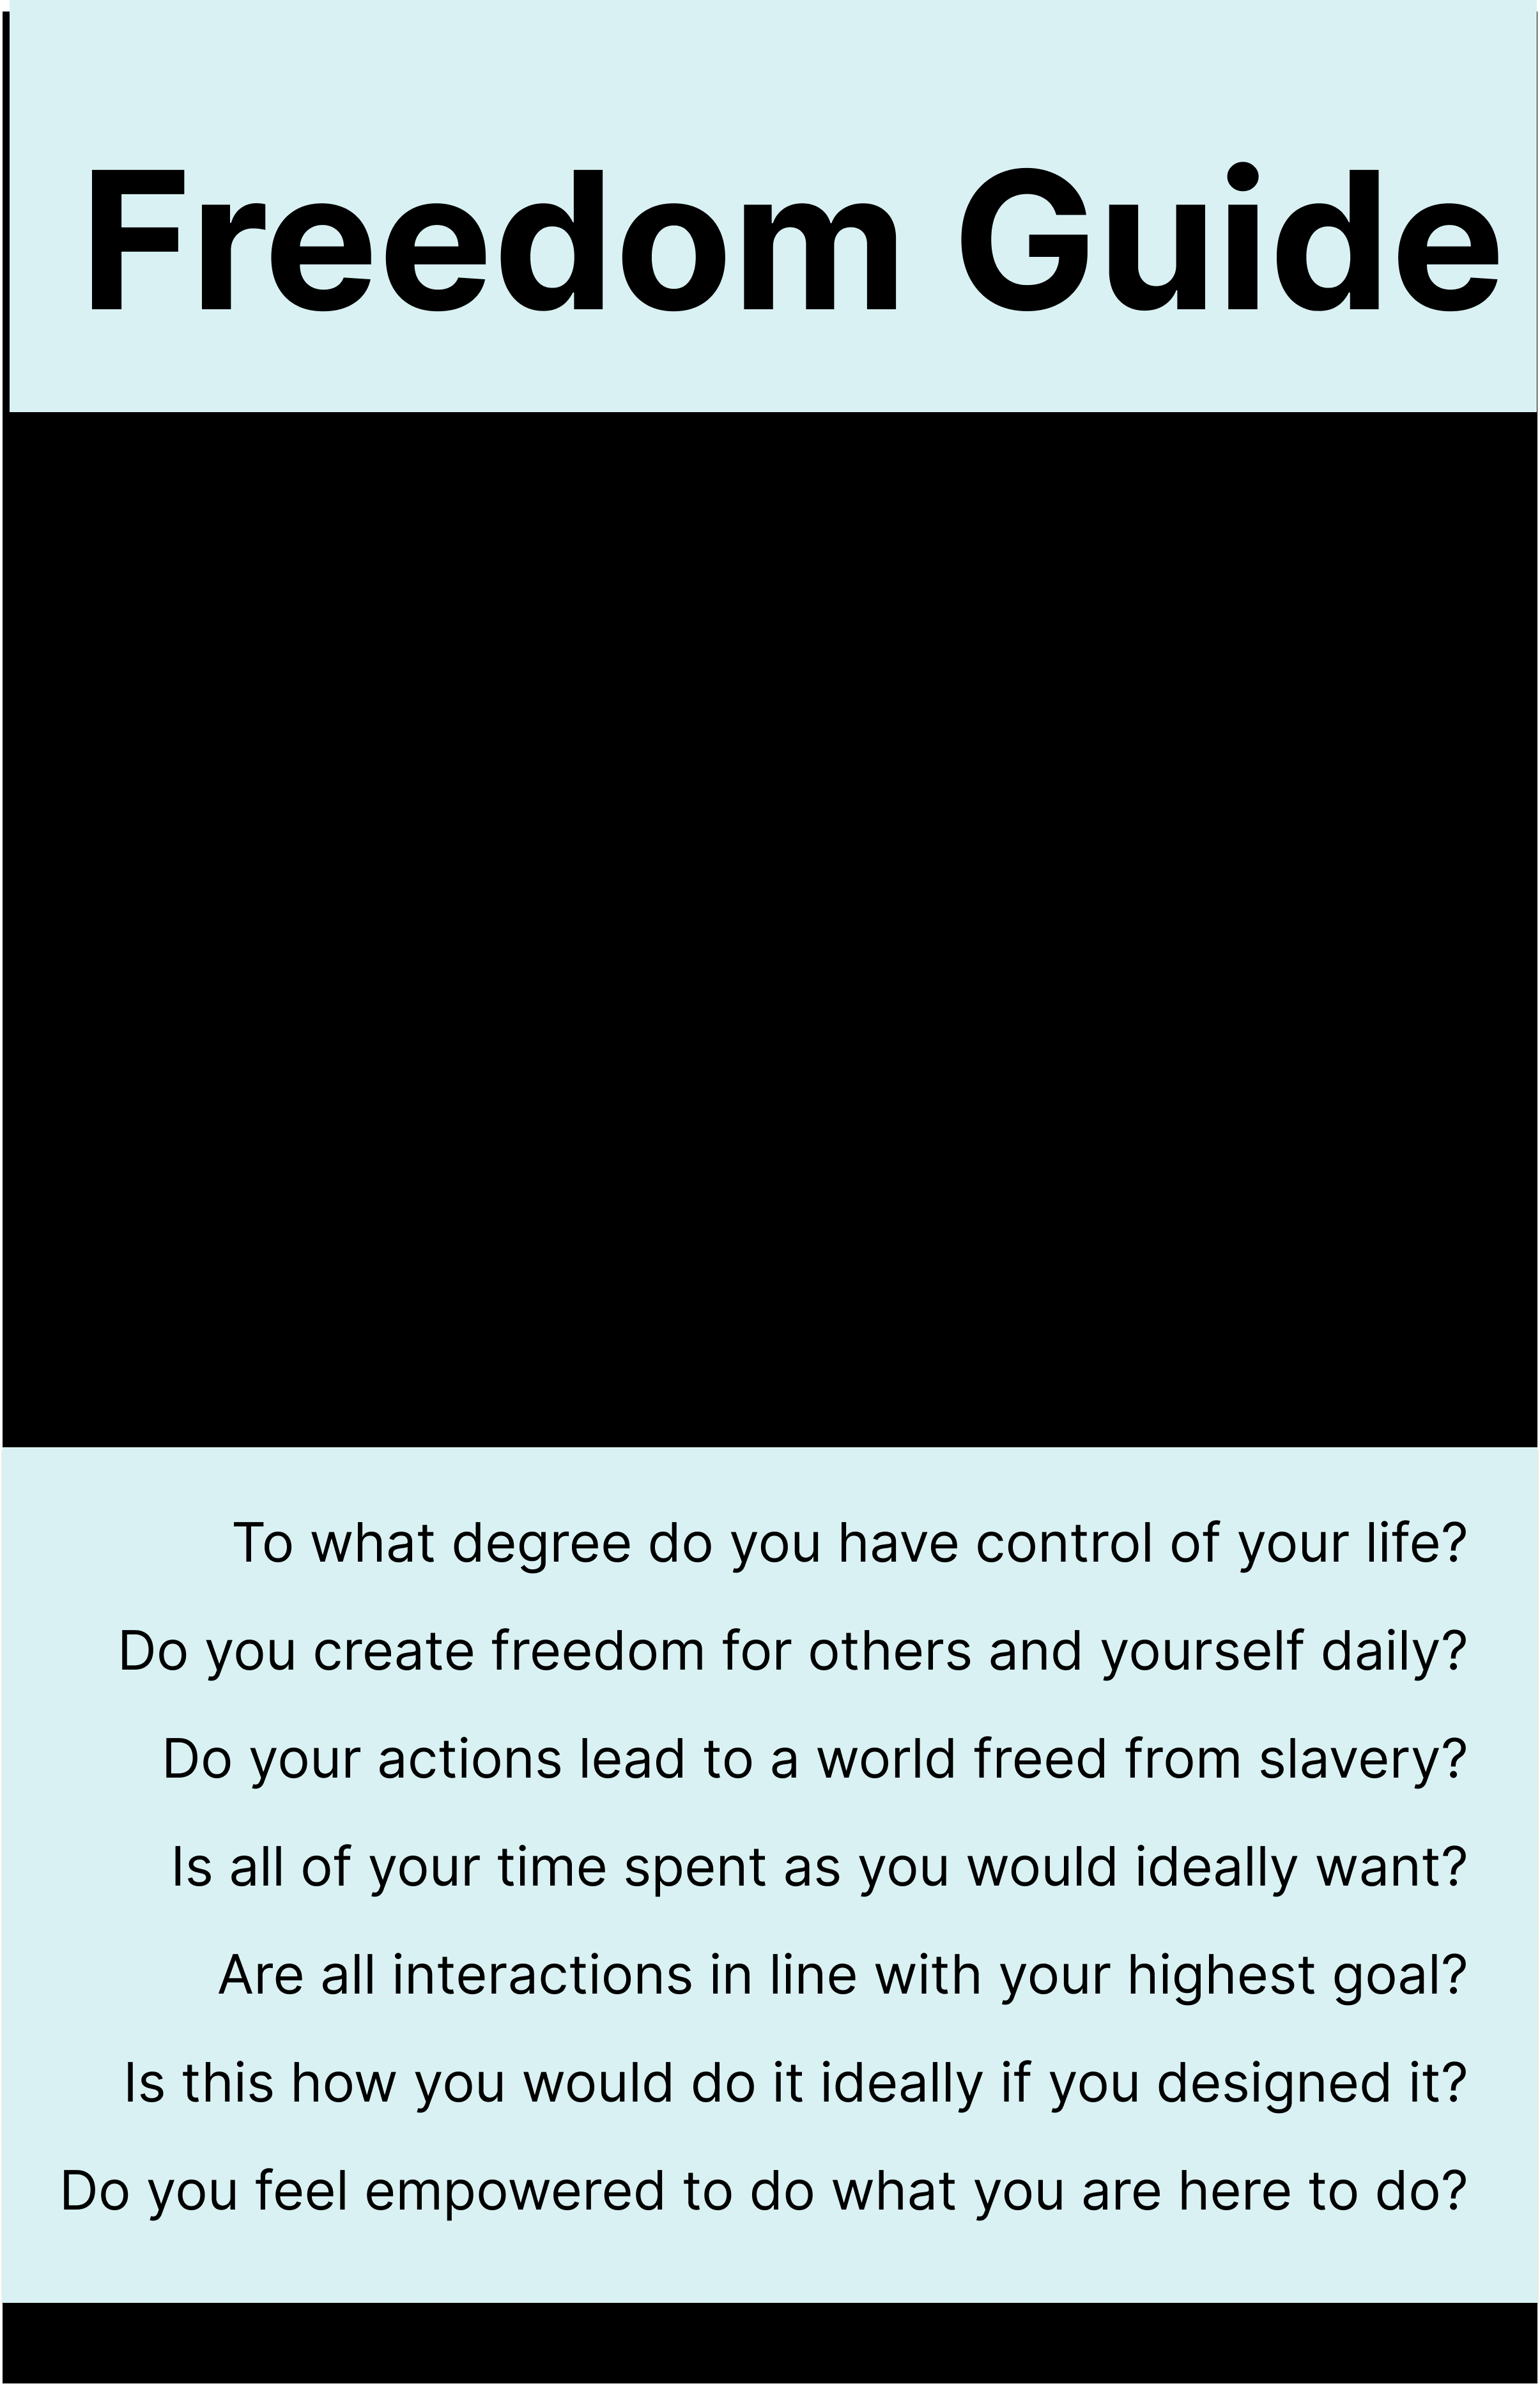 Freedom Guide
To what degree do you have control of your life?
Do you create freedom for others and yourself daily?
Do your actions lead to a world freed from slavery?
Is all of your time spent as you would ideally want?
Are all interactions in line with your highest goal?
Is this how you would do it ideally if you designed it?
Do you feel empowered to do what you are here to do?